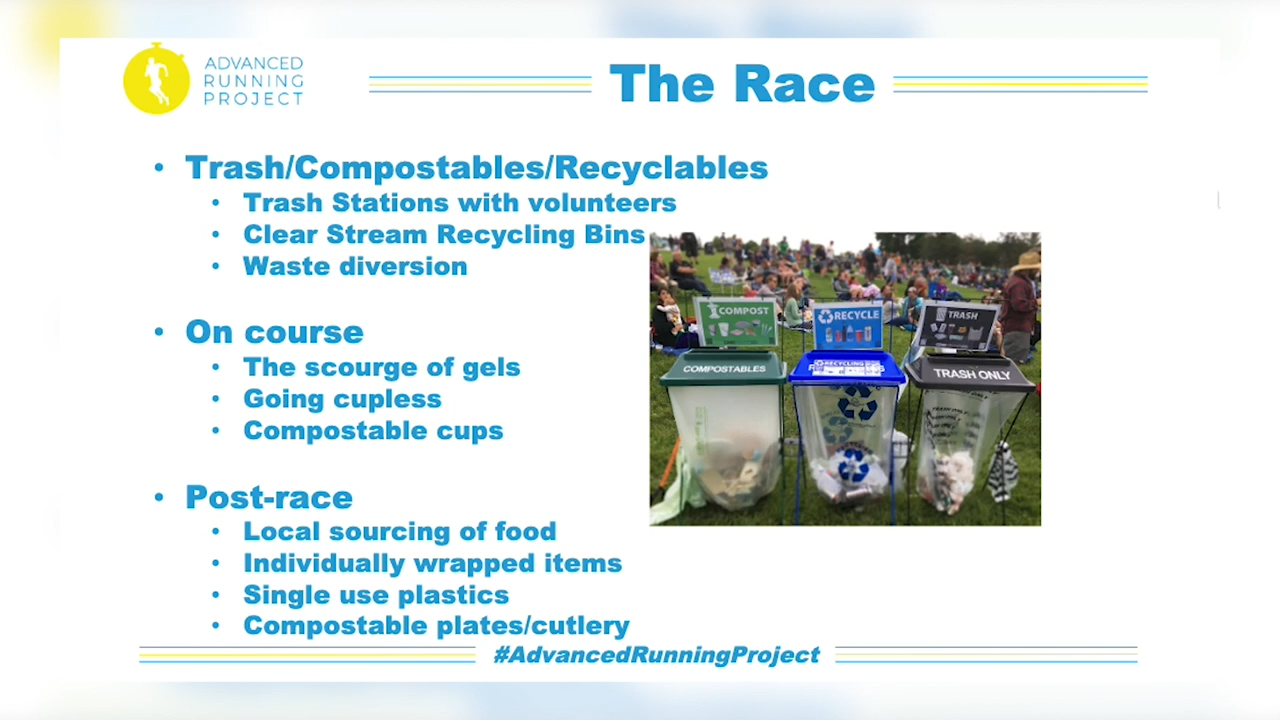 ADVANCED
RUNNING
PROJECT
The Race
• Trash/Compostables/Recyclables
• Trash Stations with volunteers
• Clear Stream Recycling Bins
• Waste diversion
• On course
• The scourge of gels
• Going cupless
• Compostable cups
• Post-race
• Local sourcing of food
• Individually wrapped items
• Single use plastics
• Compostable plates/cutlery
COMPOST
RECYCLE
TRASH
COMPOSTABLES
RECYCLING
TRASH ONLY
#AdvancedRunningProject